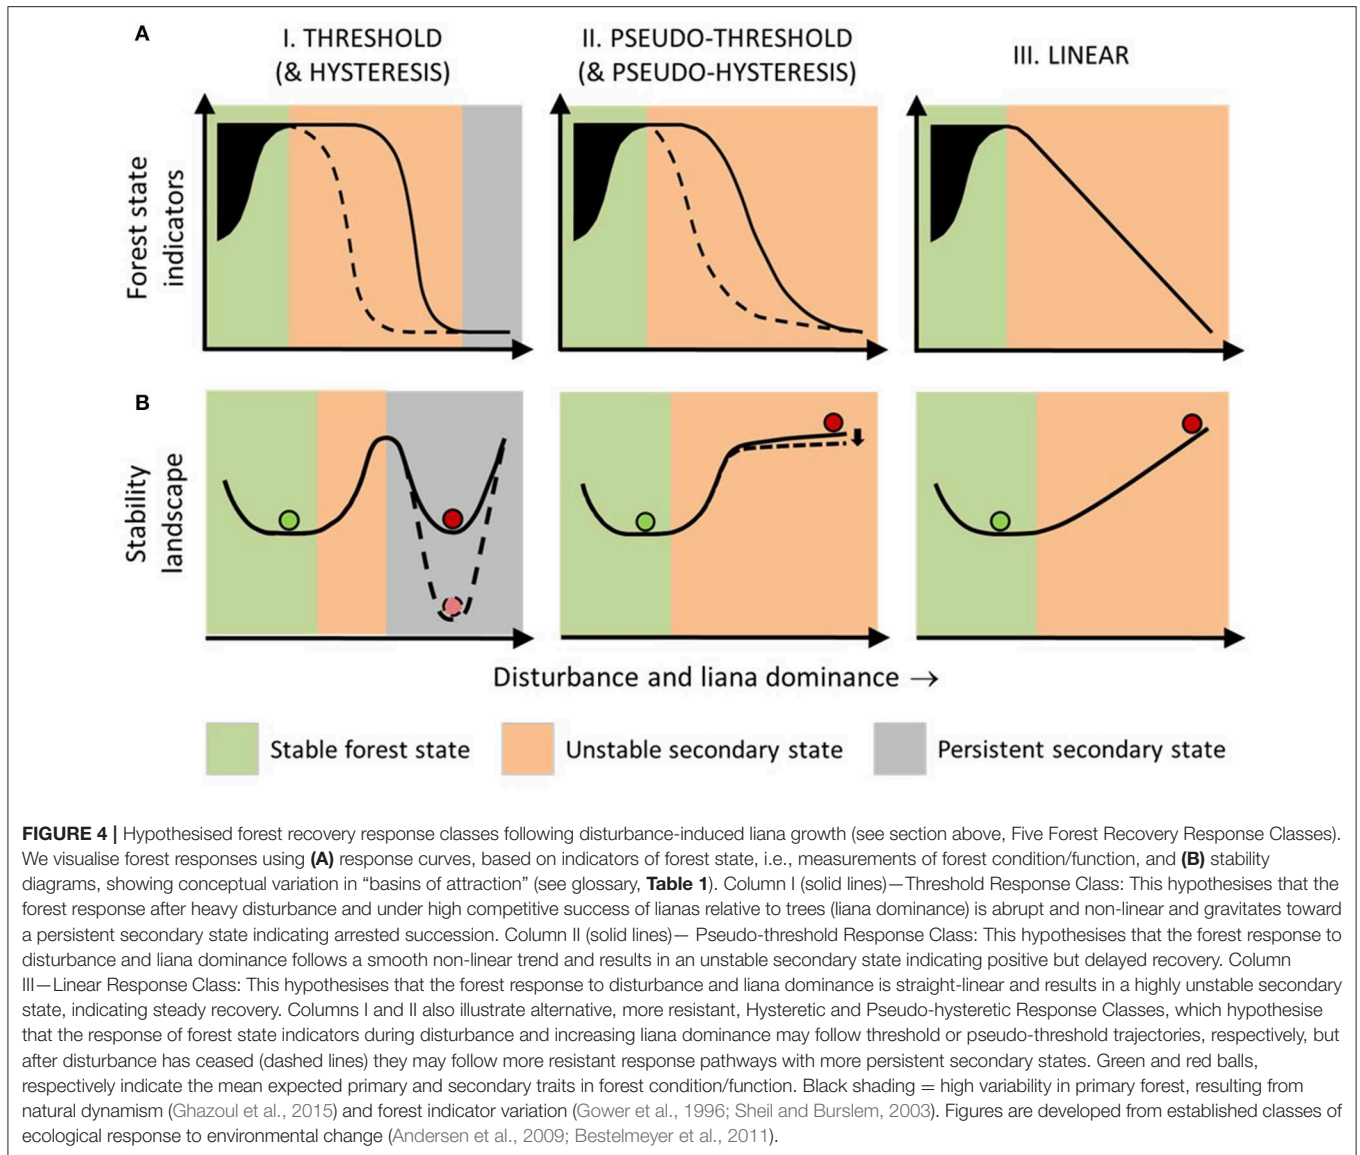 A
I. THRESHOLD
(& HYSTERESIS)
II. PSEUDO-THRESHOLD
(& PSEUDO-HYSTERESIS)
III. LINEAR
Forest state
indicators
B
Stability
landscape
Disturbance and liana dominance →
Stable forest state
Unstable secondary state
Persistent secondary state
FIGURE 4 | Hypothesised forest recovery response classes following disturbance-induced liana growth (see section above, Five Forest Recovery Response Classes).
We visualise forest responses using (A) response curves, based on indicators of forest state, i.e., measurements of forest condition/function, and (B) stability
diagrams, showing conceptual variation in “basins of attraction” (see glossary, Table 1). Column I (solid lines)—Threshold Response Class: This hypothesises that the
forest response after heavy disturbance and under high competitive success of lianas relative to trees (liana dominance) is abrupt and non-linear and gravitates toward
a persistent secondary state indicating arrested succession. Column II (solid lines)— Pseudo-threshold Response Class: This hypothesises that the forest response to
disturbance and liana dominance follows a smooth non-linear trend and results in an unstable secondary state indicating positive but delayed recovery. Column
III—Linear Response Class: This hypothesises that the forest response to disturbance and liana dominance is straight-linear and results in a highly unstable secondary
state, indicating steady recovery. Columns I and II also illustrate alternative, more resistant, Hysteretic and Pseudo-hysteretic Response Classes, which hypothesise
that the response of forest state indicators during disturbance and increasing liana dominance may follow threshold or pseudo-threshold trajectories, respectively, but
after disturbance has ceased (dashed lines) they may follow more resistant response pathways with more persistent secondary states. Green and red balls,
respectively indicate the mean expected primary and secondary traits in forest condition/function. Black shading = high variability in primary forest, resulting from
natural dynamism (Ghazoul et al., 2015) and forest indicator variation (Gower et al., 1996; Sheil and Burslem, 2003). Figures are developed from established classes of
ecological response to environmental change (Andersen et al., 2009; Bestelmeyer et al., 2011).